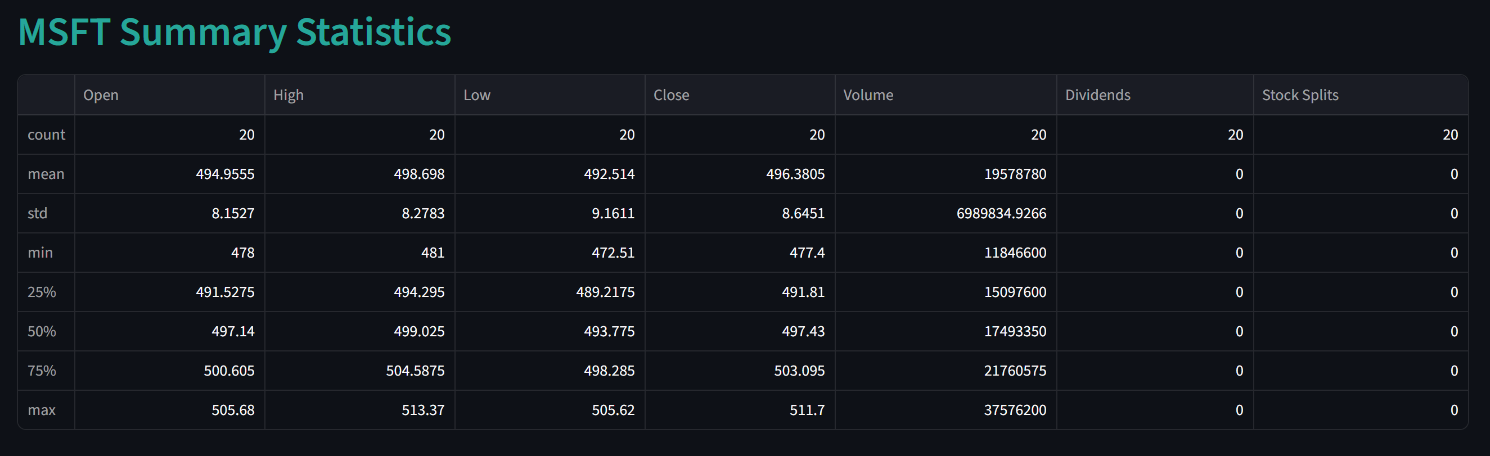 MSFT Summary Statistics
Open High Low Close Volume Dividends Stock Splits
count 20 20 20 20 20 20 20
mean 494.9555 498.698 492.514 496.3805 19578780 0 0
std 8.1527 8.2783 9.1611 8.6451 6989834.9266 0 0
min 478 481 472.51 477.4 11846600 0 0
25% 491.5275 494.295 489.2175 491.81 15097600 0 0
50% 497.14 499.025 493.775 497.43 17493350 0 0
75% 500.605 504.5875 498.285 503.095 21760575 0 0
max 505.68 513.37 505.62 511.7 37576200 0 0